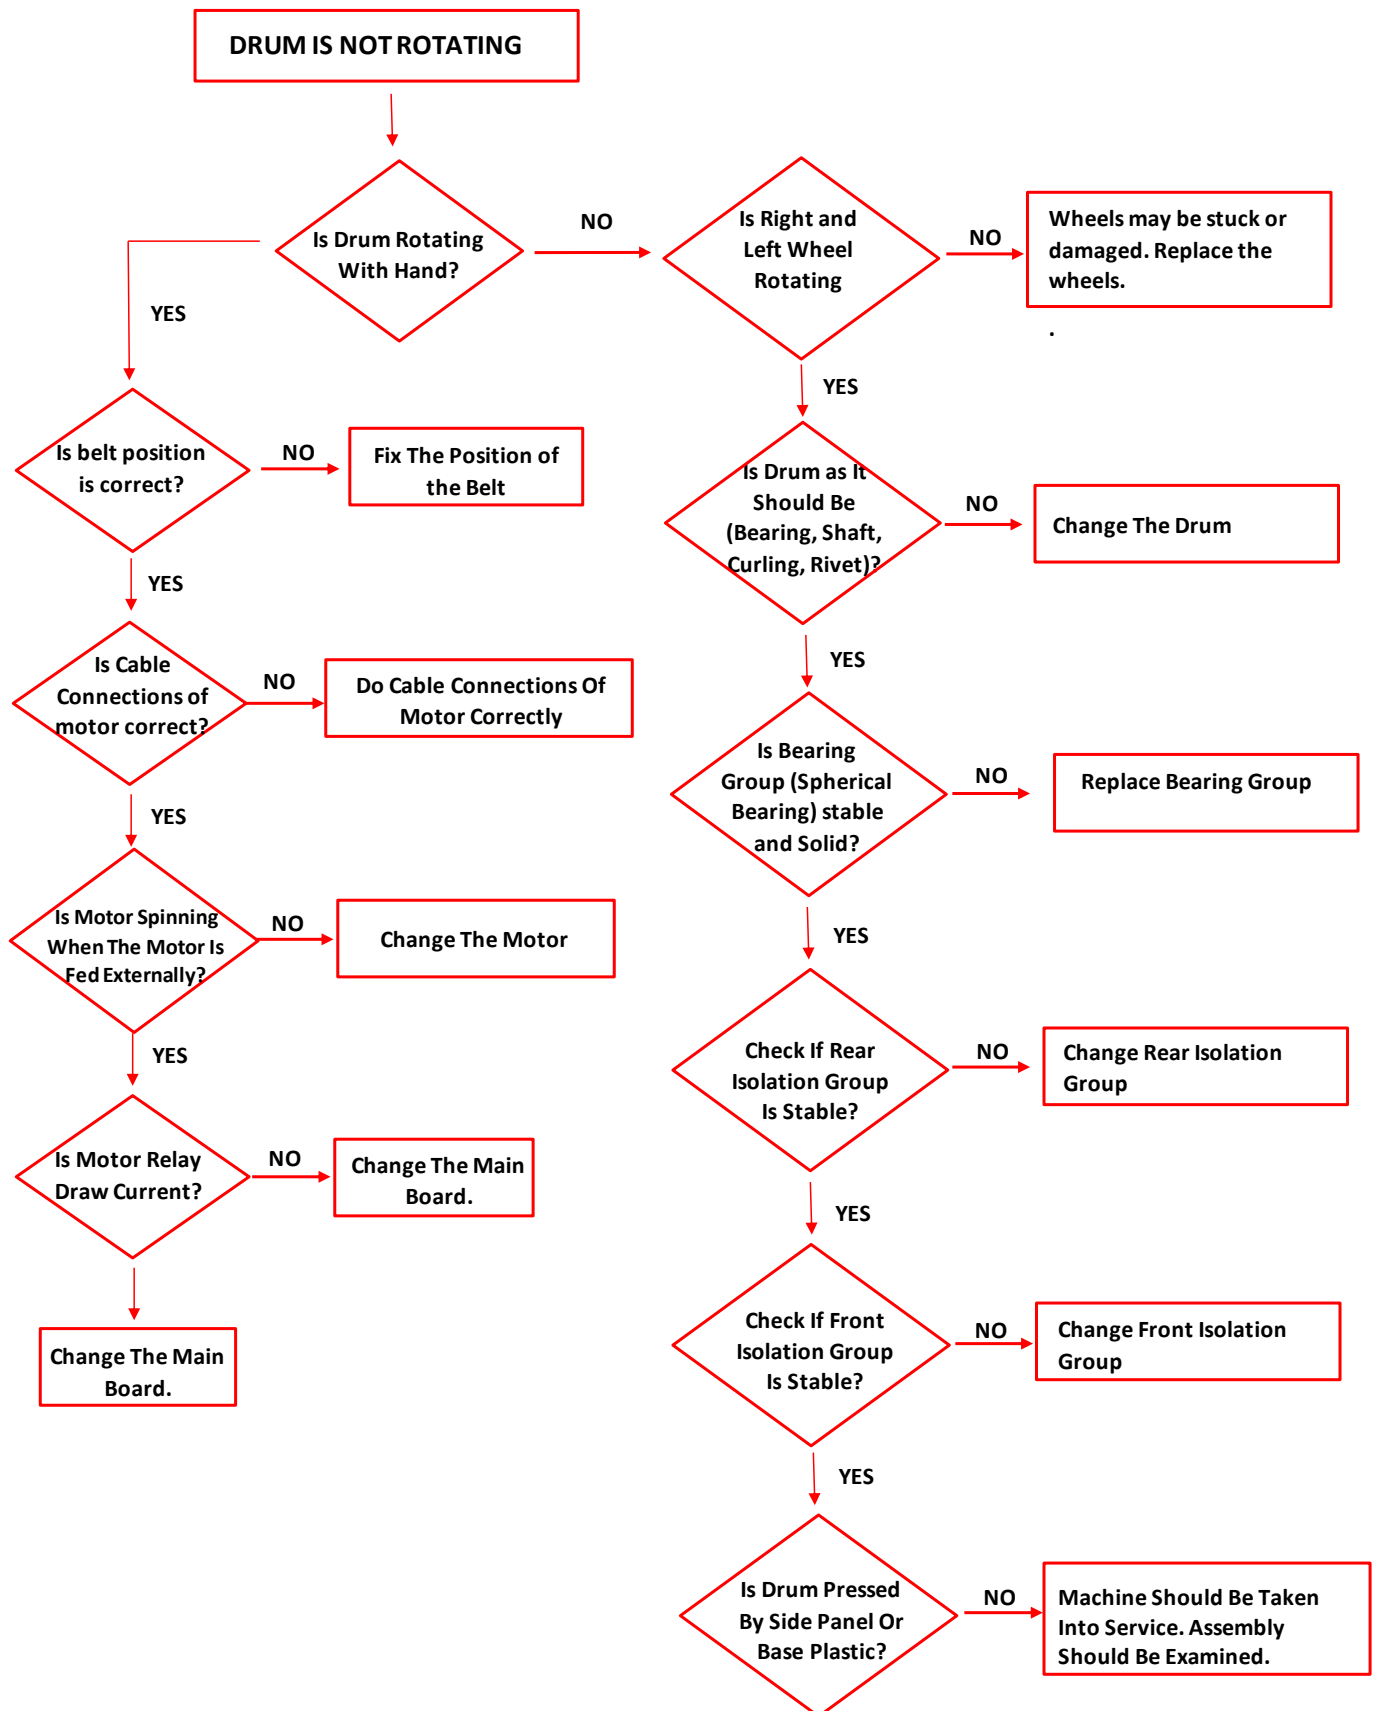 DRUM IS NOT ROTATING
Is Drum Rotating
With Hand?
NO
Is Right and
Left Wheel
Rotating
NO
Wheels may be stuck or
damaged. Replace the
wheels.
.
YES
YES
Is belt position
is correct?
NO
Fix The Position of
the Belt
Is Drum as It
Should Be
(Bearing, Shaft,
Curling, Rivet)?
NO
Change The Drum
YES
YES
Is Cable
Connections of
motor correct?
NO
Do Cable Connections Of
Motor Correctly
Is Bearing
Group (Spherical
Bearing) stable
and Solid?
NO
Replace Bearing Group
YES
YES
Is Motor Spinning
When The Motor Is
Fed Externally?
NO
Change The Motor
Check If Rear
Isolation Group
Is Stable?
NO
Change Rear Isolation
Group
YES
YES
Is Motor Relay
Draw Current?
NO
Change The Main
Board.
Check If Front
Isolation Group
Is Stable?
NO
Change Front Isolation
Group
Change The Main
Board.
YES
Is Drum Pressed
By Side Panel Or
Base Plastic?
NO
Machine Should Be Taken
Into Service. Assembly
Should Be Examined.